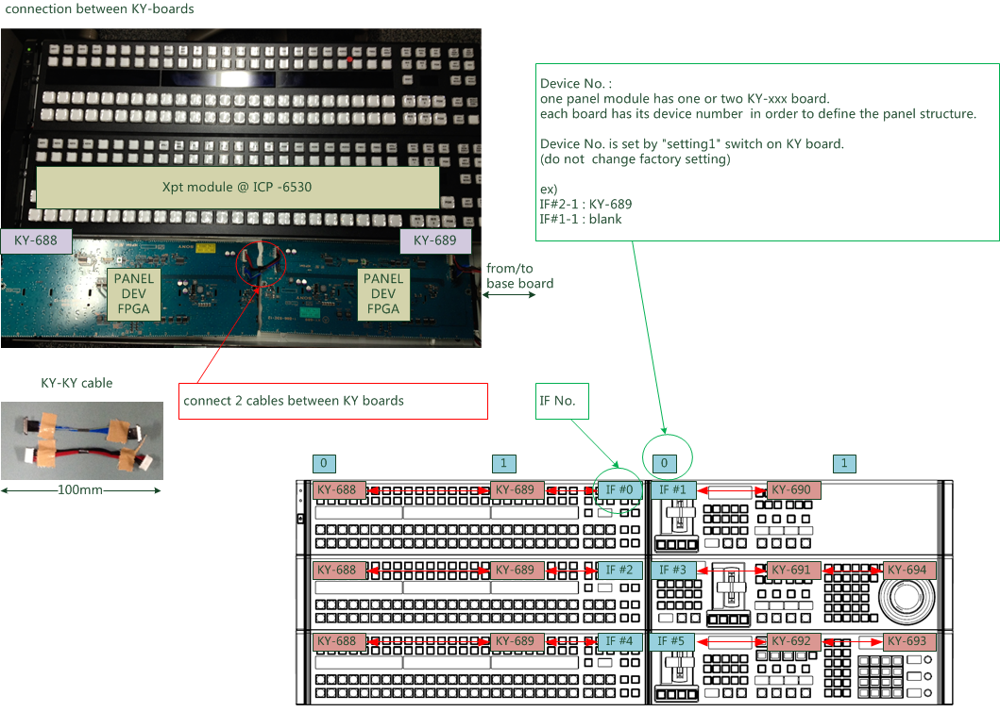 connection between KY-boards
Device No. :
one panel module has one or two KY-xxx board.
each board has its device number in order to define the panel structure.
Device No. is set by "setting1" switch on KY board.
(do not change factory setting)
ex)
IF#2-1 : KY-689
IF#1-1 : blank
Xpt module @ ICP -6530
KY-688
KY-689
PANEL
DEV
FPGA
PANEL
DEV
FPGA
from/to
base board
KY-KY cable
connect 2 cables between KY boards
IF No.
100mm
0
1
0
1
KY-688
KY-689
IF #0
IF #1
KY-690
KY-688
KY-689
IF #2
IF #3
KY-691
KY-694
KY-688
KY-689
IF #4
IF #5
KY-692
KY-693